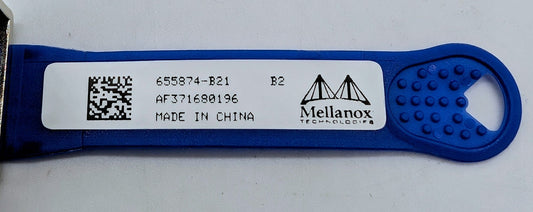 655874-B21 B2
AF371680196
MADE IN CHINA
Mellanox
TECHNOLOGIES